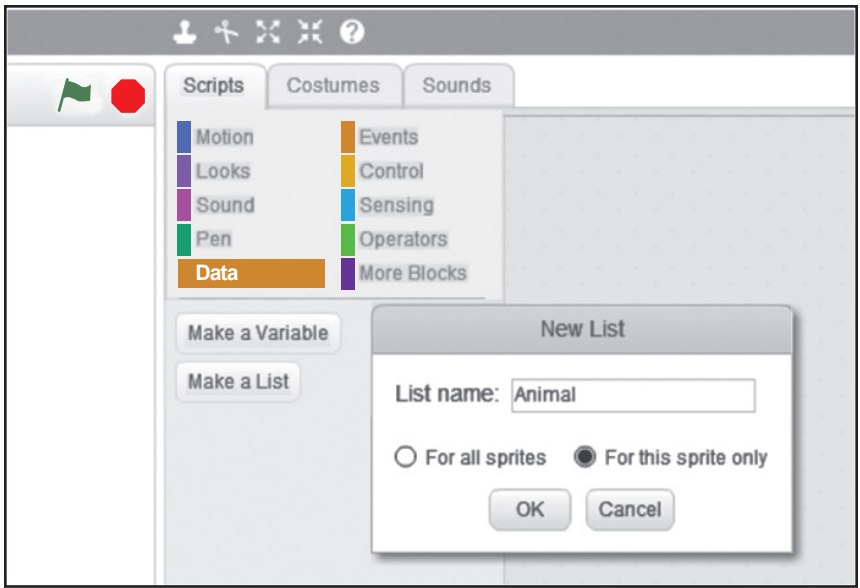 Scripts Costumes Sounds
Motion Events
Looks Control
Sound Sensing
Pen Operators
Data More Blocks
Make a Variable
Make a List
New List
List name: Animal
For all sprites For this sprite only
OK Cancel